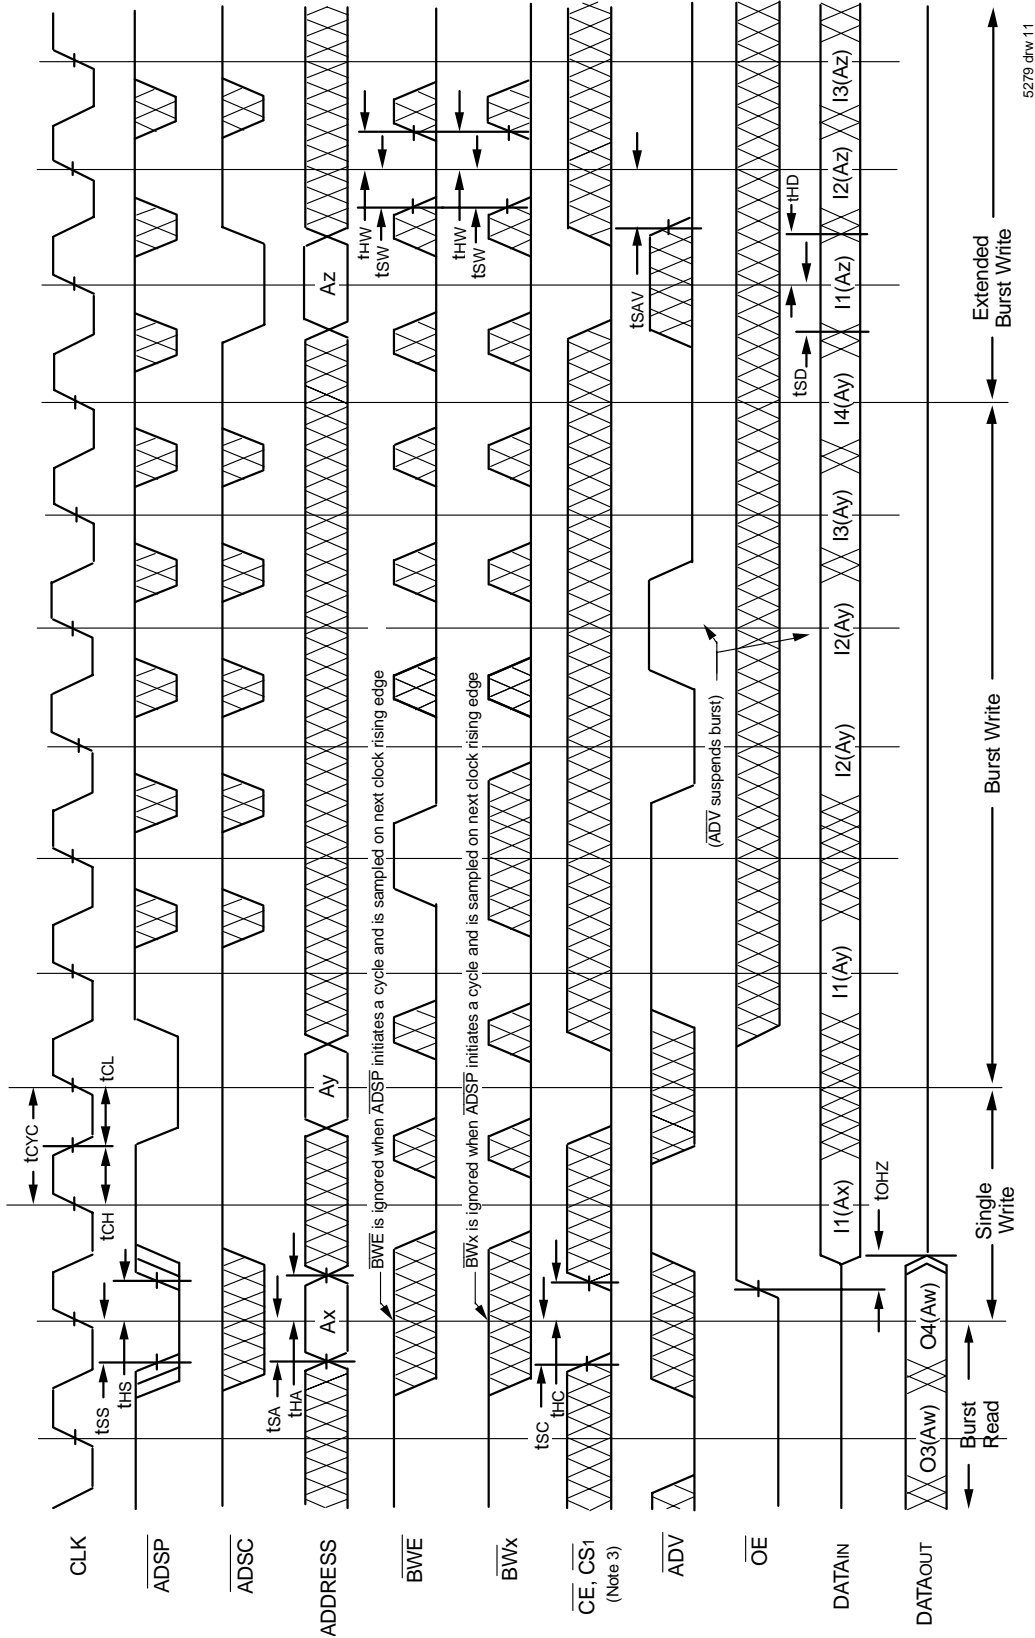 CLK
tCYC
tCH
tCL
ADSP
tSS
tHS
ADSC
ADDRESS
tSA
tHA
Ax
Ay
Az
BWE
BWE is ignored when ADSP initiates a cycle and is sampled on next clock rising edge
tHW
tSW
BWx
BWx is ignored when ADSP initiates a cycle and is sampled on next clock rising edge
tHW
tSW
CE, CS1
(Note 3)
tSC
tHC
ADV
tSAV
(ADV suspends burst)
OE
DATAIN
I1(Ax)
I1(Ay)
I2(Ay)
I2(Ay)
I3(Ay)
I4(Ay)
I1(Az)
I2(Az)
I3(Az)
tSD
tHD
tOHZ
DATAOUT
O3(Aw)
O4(Aw)
Burst
Read
Single
Write
Burst Write
Extended
Burst Write
5279 drw 11